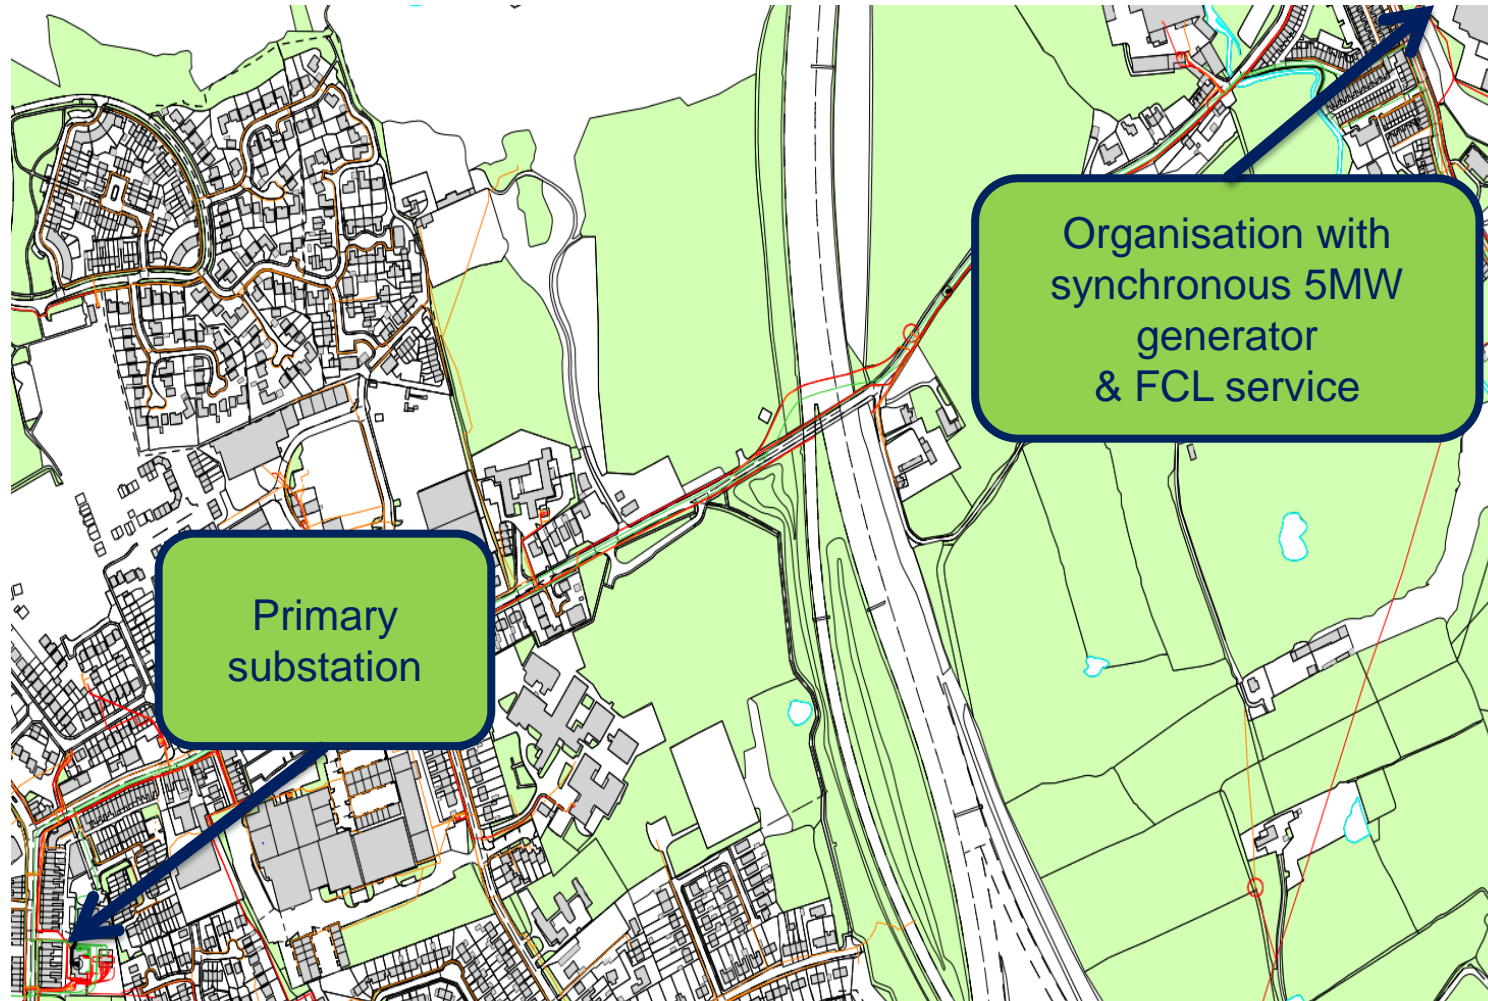 Organisation with
synchronous 5MW
generator
& FCL service
Primary
substation